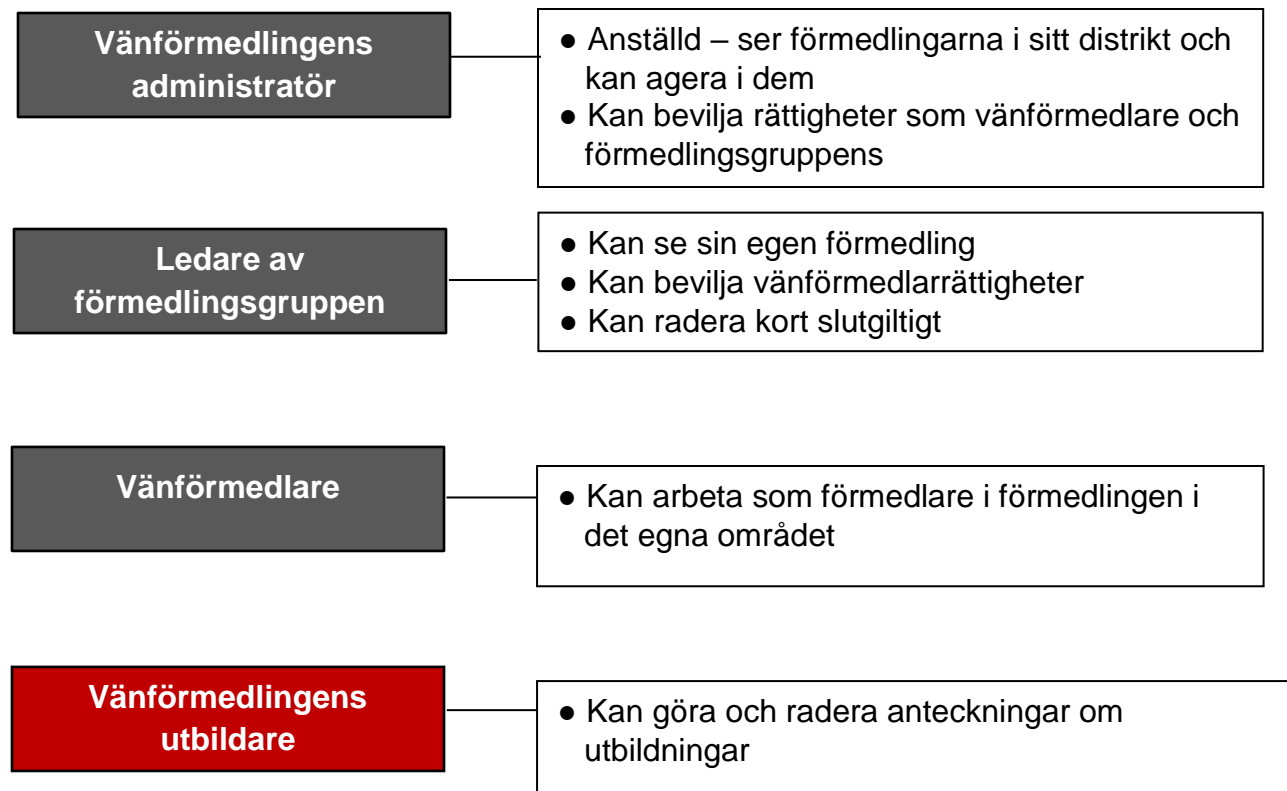 Vänförmedlingens
administratör
● Anställd – ser förmedlingarna i sitt distrikt och
kan agera i dem
● Kan bevilja rättigheter som vänförmedlare och
förmedlingsgruppens
Ledare av
förmedlingsgruppen
● Kan se sin egen förmedling
● Kan bevilja vänförmedlarrättigheter
● Kan radera kort slutgiltigt
Vänförmedlare
● Kan arbeta som förmedlare i förmedlingen i
det egna området
Vänförmedlingens
utbildare
● Kan göra och radera anteckningar om
utbildningar